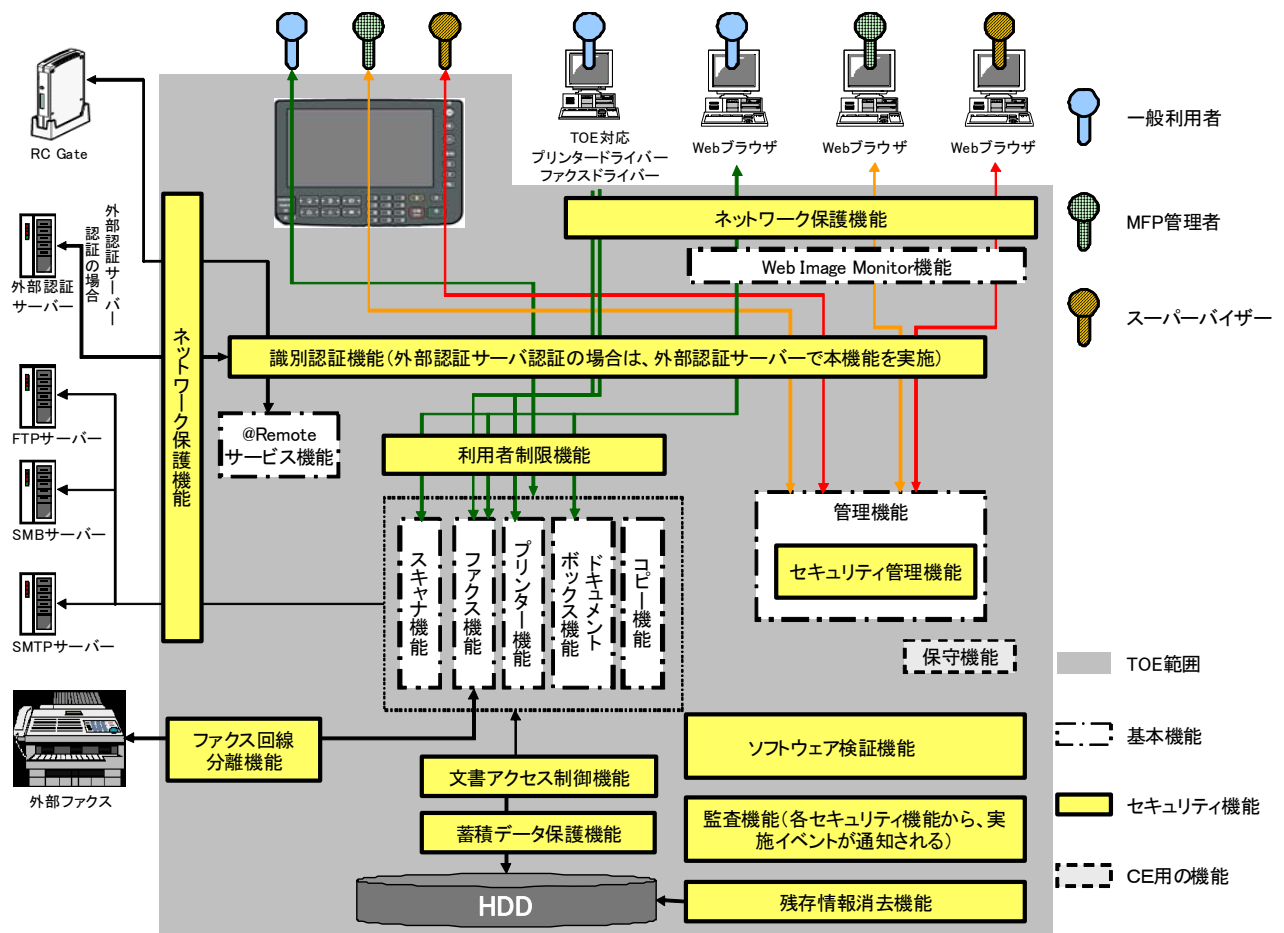 RC Gate
外部認証
サーバー
外部認証サーバー
認証の場合
FTPサーバー
SMBサーバー
SMTPサーバー
外部ファクス
TOE対応
プリンタードライバー
ファクスドライバー
Webブラウザ
Webブラウザ
Webブラウザ
ネットワーク保護機能
Web Image Monitor機能
ネットワーク保護機能
識別認証機能(外部認証サーバ認証の場合は、外部認証サーバーで本機能を実施)
@Remote
サービス機能
利用者制限機能
スキャナ機能
ファクス機能
プリンター機能
ドキュメント
ボックス機能
コピー機能
管理機能
セキュリティ管理機能
保守機能
ファクス回線
分離機能
文書アクセス制御機能
蓄積データ保護機能
HDD
ソフトウェア検証機能
監査機能(各セキュリティ機能から、実
施イベントが通知される)
残存情報消去機能
一般利用者
MFP管理者
スーパーバイザー
TOE範囲
基本機能
セキュリティ機能
CE用の機能